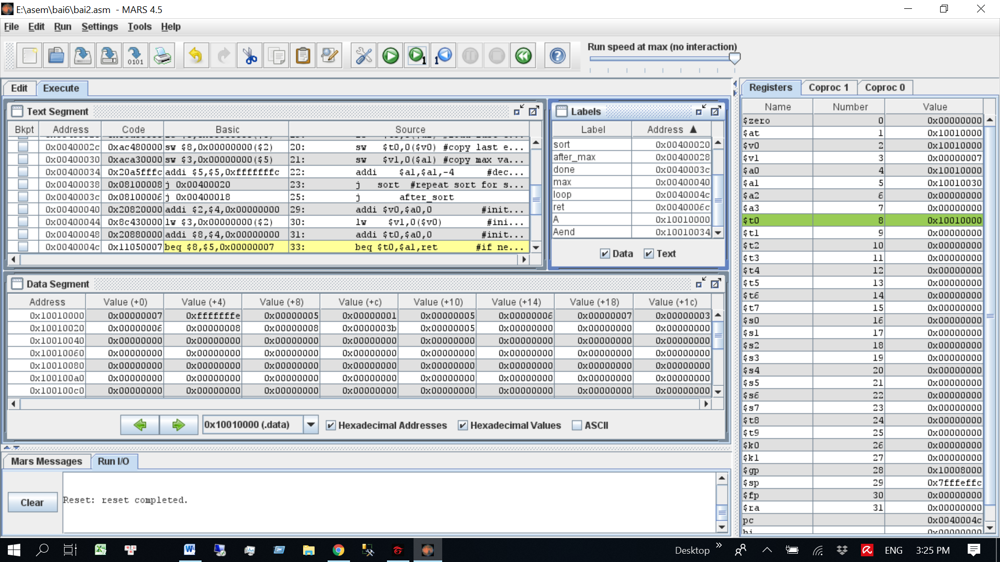 E:\asem\bai6\bai2.asm - MARS 4.5
File Edit Run Settings Tools Help
Run speed at max (no interaction)
0101
1
1
Edit Execute
Registers Coproc 1 Coproc 0
Text Segment
Bkpt Address Code Basic Source
0x0040002c 0xac480000 sw $8,0x00000000($2) 20: sw $t0,0($v0) #copy last e...
0x00400030 0xaca30000 sw $3,0x00000000($5) 21: sw $v1,0($a1) #copy max va...
0x00400034 0x20a5fffc addi $5,$5,0xfffffffc 22: addi $a1,$a1,-4 #dec...
0x00400038 0x08100008 j 0x00400020 23: j sort #repeat sort for s...
0x0040003c 0x08100006 j 0x00400018 25: j after_sort
0x00400040 0x20820000 addi $2,$4,0x00000000 29: addi $v0,$a0,0 #init...
0x00400044 0x8c430000 lw $3,0x00000000($2) 30: lw $v1,0($v0) #ini...
0x00400048 0x20880000 addi $8,$4,0x00000000 31: addi $t0,$a0,0 #init...
0x0040004c 0x11050007 beq $8,$5,0x00000007 33: beq $t0,$a1,ret #if ne...
Labels
Label Address ▲
sort 0x00400020
after_max 0x00400028
done 0x0040003c
max 0x00400040
loop 0x0040004c
ret 0x0040006c
A 0x10010000
Aend 0x10010034
Data Text
Data Segment
Address Value (+0) Value (+4) Value (+8) Value (+c) Value (+10) Value (+14) Value (+18) Value (+1c)
0x10010000 0x00000007 0xfffffffe 0x00000005 0x00000001 0x00000005 0x00000006 0x00000007 0x00000003
0x10010020 0x00000006 0x00000008 0x00000008 0x0000003b 0x00000005 0x00000000 0x00000000 0x00000000
0x10010040 0x00000000 0x00000000 0x00000000 0x00000000 0x00000000 0x00000000 0x00000000 0x00000000
0x10010060 0x00000000 0x00000000 0x00000000 0x00000000 0x00000000 0x00000000 0x00000000 0x00000000
0x10010080 0x00000000 0x00000000 0x00000000 0x00000000 0x00000000 0x00000000 0x00000000 0x00000000
0x100100a0 0x00000000 0x00000000 0x00000000 0x00000000 0x00000000 0x00000000 0x00000000 0x00000000
0x100100c0 0x00000000 0x00000000 0x00000000 0x00000000 0x00000000 0x00000000 0x00000000 0x00000000
0x10010000 (.data) Hexadecimal Addresses Hexadecimal Values ASCII
Mars Messages Run I/O
Clear
Reset: reset completed.
Name Number Value
$zero 0 0x00000000
$at 1 0x10010000
$v0 2 0x10010000
$v1 3 0x00000007
$a0 4 0x10010000
$a1 5 0x10010030
$a2 6 0x00000000
$a3 7 0x00000000
$t0 8 0x10010000
$t1 9 0x00000000
$t2 10 0x00000000
$t3 11 0x00000000
$t4 12 0x00000000
$t5 13 0x00000000
$t6 14 0x00000000
$t7 15 0x00000000
$s0 16 0x00000000
$s1 17 0x00000000
$s2 18 0x00000000
$s3 19 0x00000000
$s4 20 0x00000000
$s5 21 0x00000000
$s6 22 0x00000000
$s7 23 0x00000000
$t8 24 0x00000000
$t9 25 0x00000000
$k0 26 0x00000000
$k1 27 0x00000000
$gp 28 0x10008000
$sp 29 0x7fffeffc
$fp 30 0x00000000
$ra 31 0x00000000
pc 0x0040004c
hi 0x00000000
Desktop ENG 3:25 PM